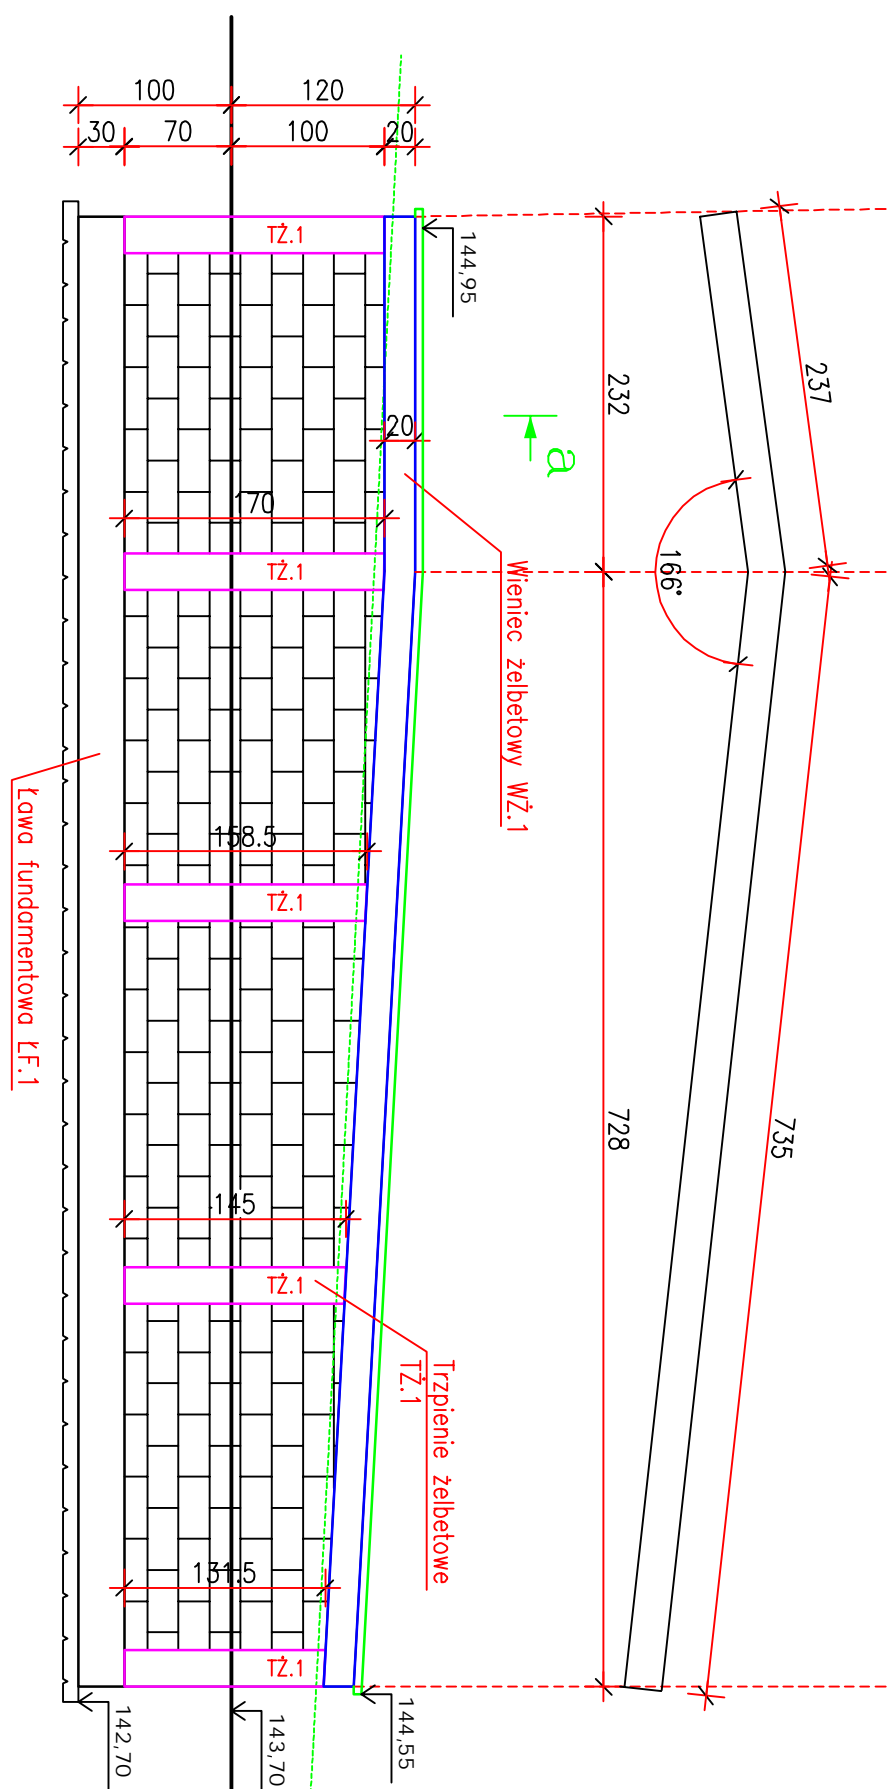 100
120
30
70
100
20
TŻ.1
144,95
232
237
20
a
170
TŻ.1
Wieniec żelbetowy WŻ.1
166°
158.5
TŻ.1
Ława fundamentowa ŁF.1
728
735
145
TŻ.1
Trzpienie żelbetowe
TŻ.1
131.5
TŻ.1
144,55
143,70
142,70